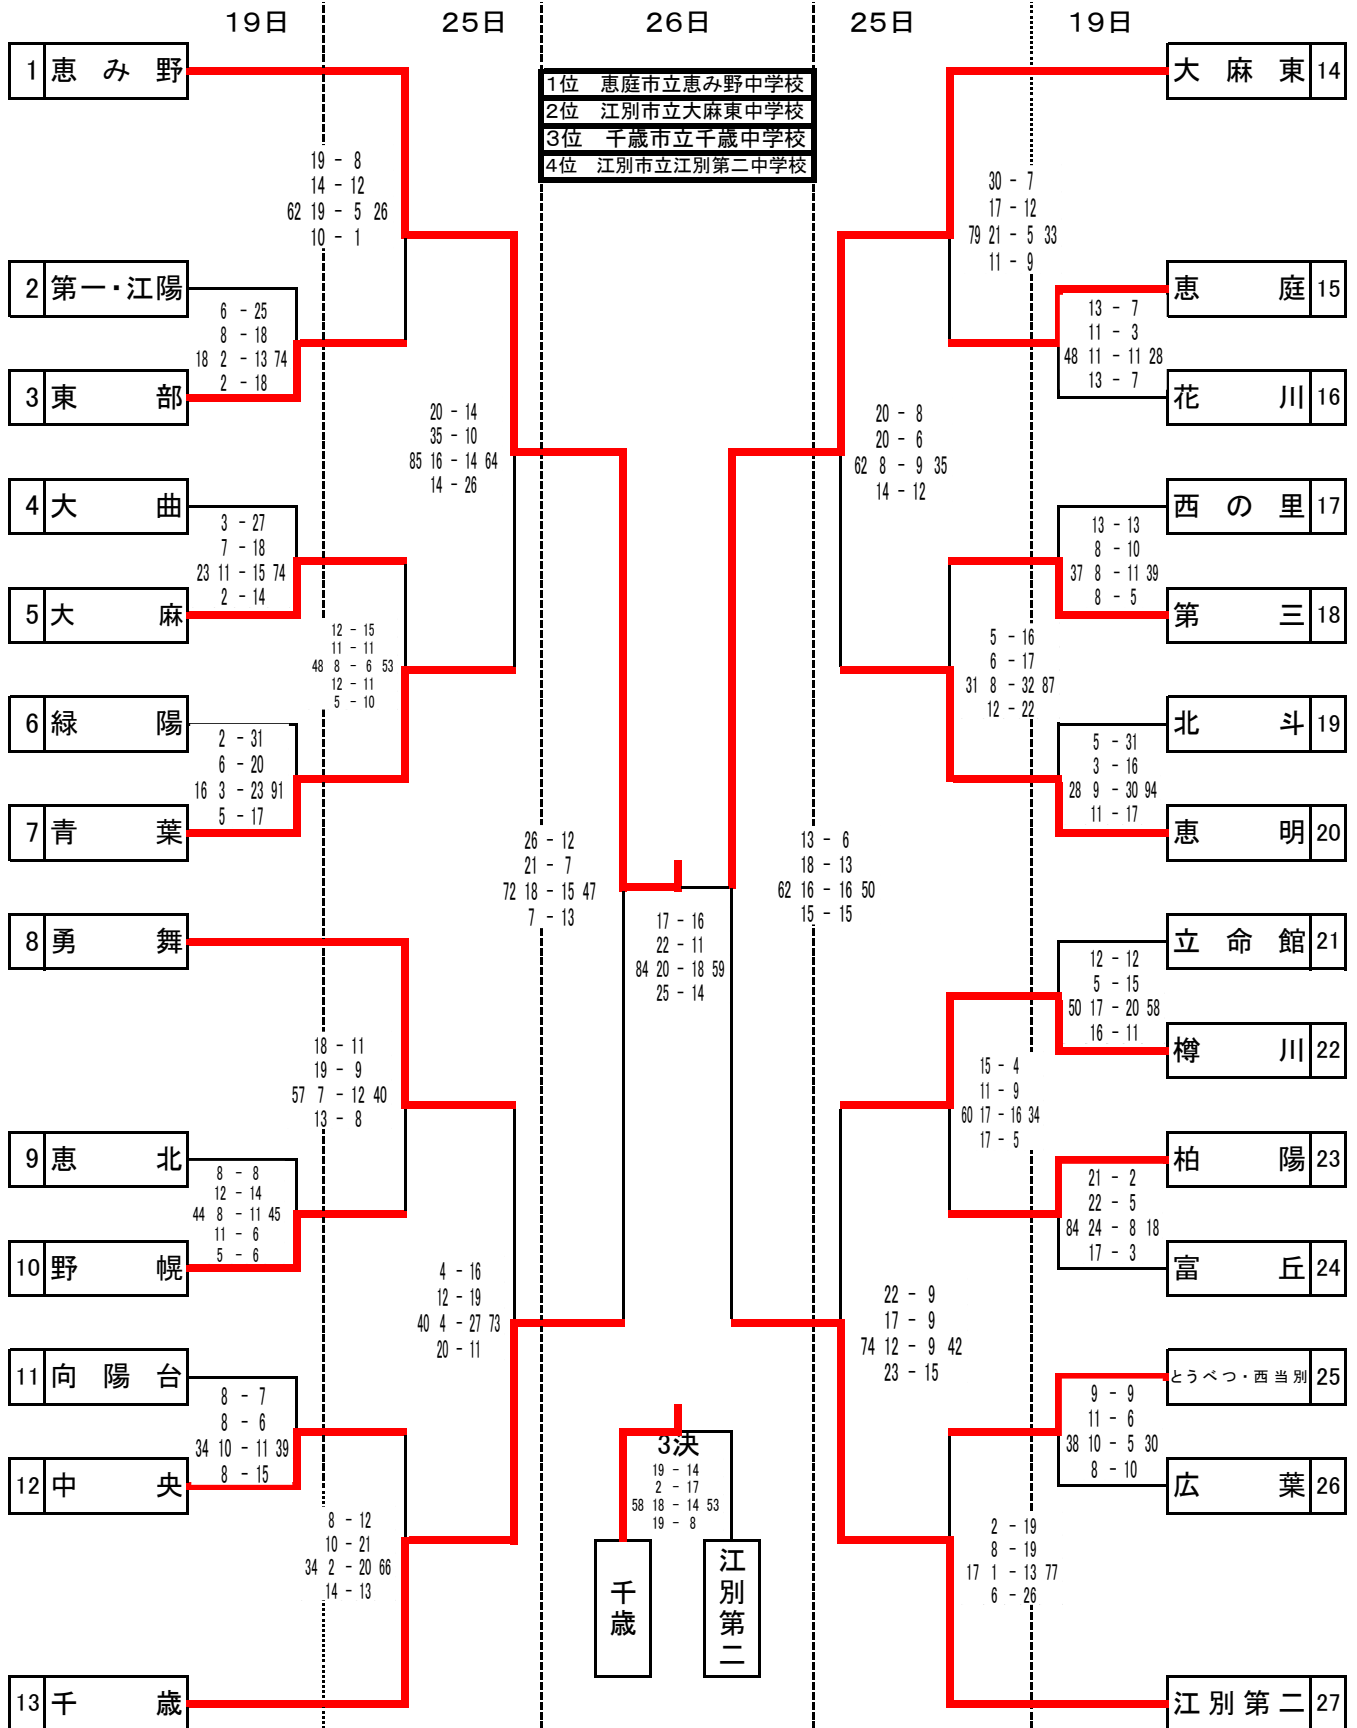 19日 25日 26日 25日 19日
1位 恵庭市立恵み野中学校
2位 江別市立大麻東中学校
3位 千歳市立千歳中学校
4位 江別市立江別第二中学校
1 恵み野
19 - 8
14 - 12
62 19 - 5 26
10 - 1
2 第一・江陽
6 - 25
8 - 18
18 2 - 13 74
2 - 18
3 東部
20 - 14
35 - 10
85 16 - 14 64
14 - 26
4 大曲
3 - 27
7 - 18
23 11 - 15 74
2 - 14
5 大麻
12 - 15
11 - 11
48 8 - 6 53
12 - 11
5 - 10
6 緑陽
2 - 31
6 - 20
16 3 - 23 91
5 - 17
7 青葉
26 - 12
21 - 7
72 18 - 15 47
7 - 13
8 勇舞
18 - 11
19 - 9
57 7 - 12 40
13 - 8
9 恵北
8 - 8
12 - 14
44 8 - 11 45
11 - 6
5 - 6
10 野幌
4 - 16
12 - 19
40 4 - 27 73
20 - 11
11 向陽台
8 - 7
8 - 6
34 10 - 11 39
8 - 15
12 中央
8 - 12
10 - 21
34 2 - 20 66
14 - 13
13 千歳
17 - 16
22 - 11
84 20 - 18 59
25 - 14
3決
19 - 14
2 - 17
58 18 - 14 53
19 - 8
千歳
江別第二
大麻東 14
30 - 7
17 - 12
79 21 - 5 33
11 - 9
恵庭 15
13 - 7
11 - 3
48 11 - 11 28
13 - 7
花川 16
20 - 8
20 - 6
62 8 - 9 35
14 - 12
西の里 17
13 - 13
8 - 10
37 8 - 11 39
8 - 5
第三 18
5 - 16
6 - 17
31 8 - 32 87
12 - 22
北斗 19
5 - 31
3 - 16
28 9 - 30 94
11 - 17
恵明 20
13 - 6
18 - 13
62 16 - 16 50
15 - 15
立命館 21
12 - 12
5 - 15
50 17 - 20 58
16 - 11
樽川 22
15 - 4
11 - 9
60 17 - 16 34
17 - 5
柏陽 23
21 - 2
22 - 5
84 24 - 8 18
17 - 3
富丘 24
22 - 9
17 - 9
74 12 - 9 42
23 - 15
とうべつ・西当別 25
9 - 9
11 - 6
38 10 - 5 30
8 - 10
広葉 26
2 - 19
8 - 19
17 1 - 13 77
6 - 26
江別第二 27